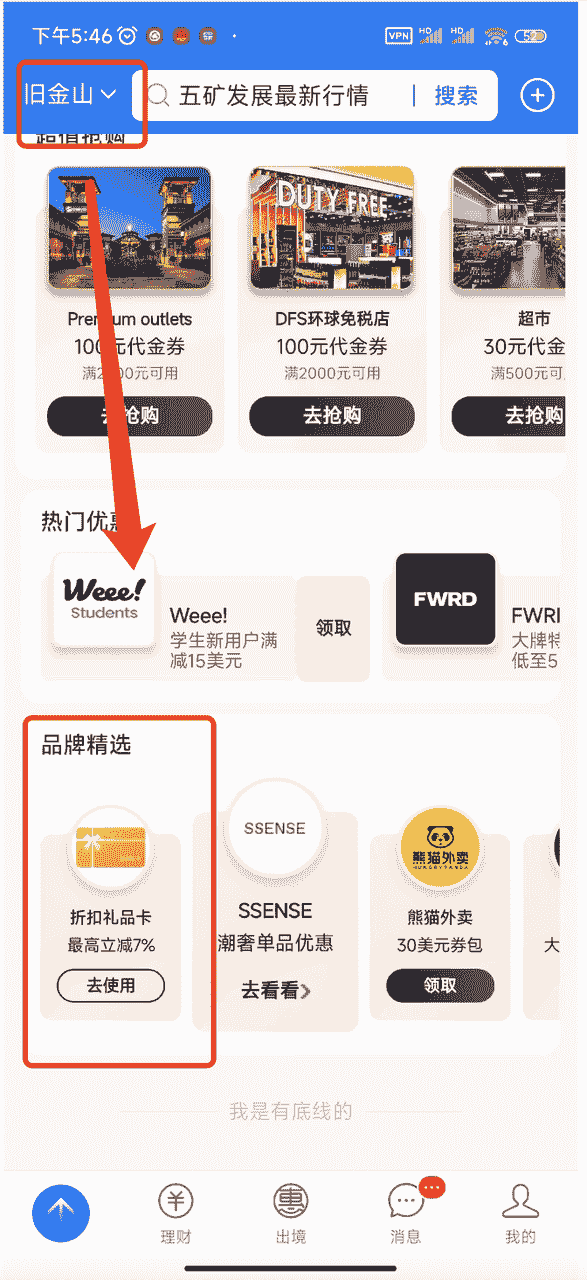 下午5:46
VPN
HD
HD
52
旧金山
五矿发展最新行情
搜索
超值抢购
DUTY FREE
Premium outlets
DFS环球免税店
超市
100元代金券
100元代金券
30元代金
满2000元可用
满2000元可用
满500元可
去抢购
去抢购
去抢购
热门优惠
Weee!
Students
Weee!
学生新用户满
减15美元
领取
FWRD
FWRI
大牌特
低至5
品牌精选
SSENSE
熊猫外卖
HUNGRYPANDA
折扣礼品卡
最高立减7%
去使用
SSENSE
潮奢单品优惠
去看看
熊猫外卖
30美元券包
领取
大
我是有底线的
理财
惠
出境
消息
我的